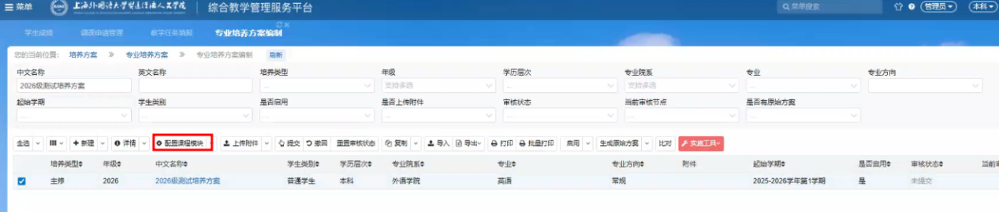 菜单 上海外国语大学贤达经济人文学院 综合教学管理服务平台 菜单搜索 管理员 本科
学生成绩 调课申请管理 教学任务填报 专业培养方案编制
您的当前位置: 培养方案 专业培养方案 专业培养方案编制 刷新
中文名称 英文名称 培养类型 年级 学历层次 专业院系 专业 专业方向
2026级测试培养方案 ... 支持多选 ... 支持多选 ...
起始学期 学生类别 是否启用 是否上传附件 审核状态 当前审核节点 是否有原始方案
... ... ... ... ... ... ...
全选 新建 详情 配置课程模块 上传附件 提交 撤回 重置审核状态 复制 导入 导出 打印 批量打印 启用 生成原始方案 比对 实施工具
培养类型 年级 中文名称 学生类别 学历层次 专业院系 专业 专业方向 附件 起始学期 是否启用 审核状态 当前审
主修 2026 2026级测试培养方案 普通学生 本科 外语学院 英语 常规 2025-2026学年第1学期 是 未提交